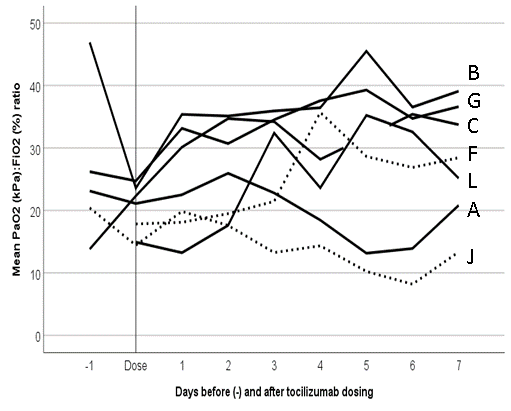 Mean PaO2 (kPa):FiO2 (%) ratio
50
40
30
20
10
0
B
G
C
F
L
A
J
-1 Dose 1 2 3 4 5 6 7
Days before (-) and after tocilizumab dosing